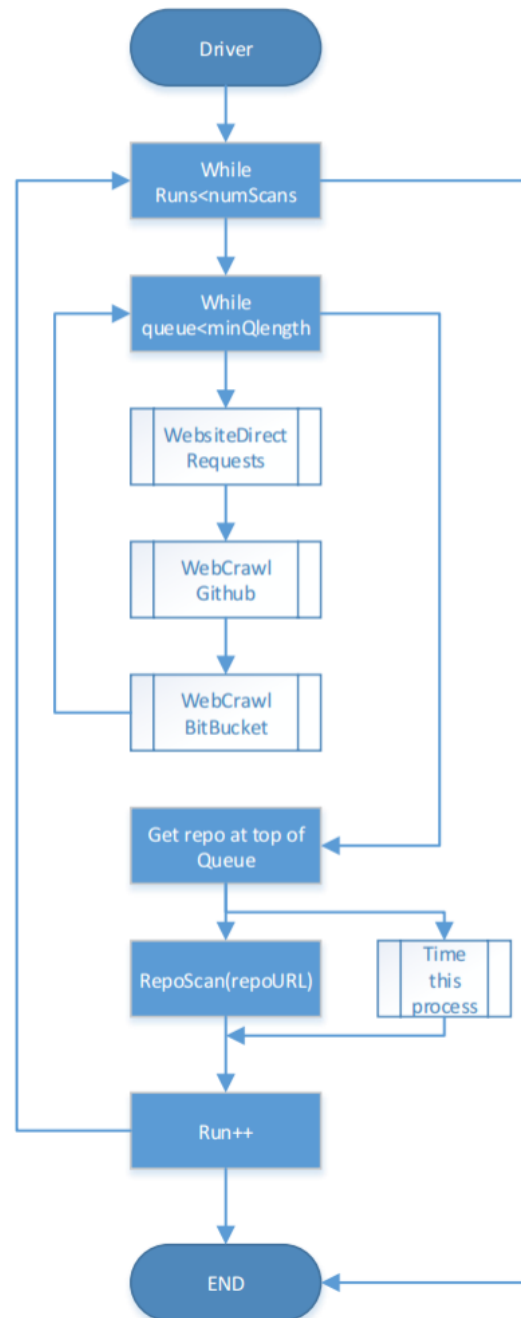 Driver
While
Runs<numScans
While
queue<minQlength
WebsiteDirect
Requests
WebCrawl
Github
WebCrawl
BitBucket
Get repo at top of
Queue
RepoScan(repoURL)
Time
this
process
Run++
END